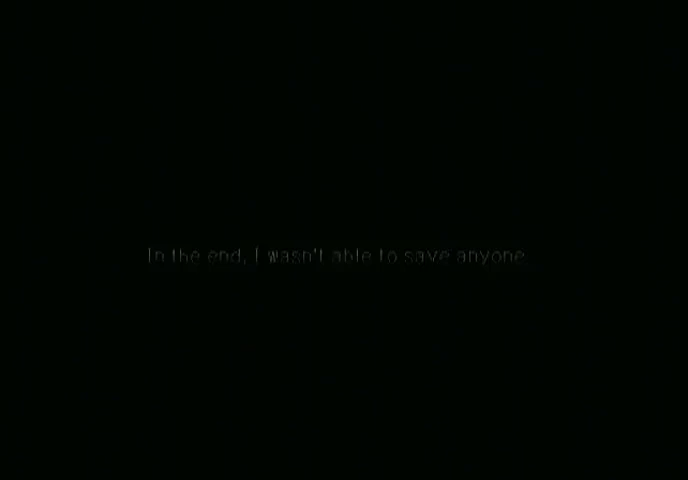 In the end, I wasn't able to save anyone.